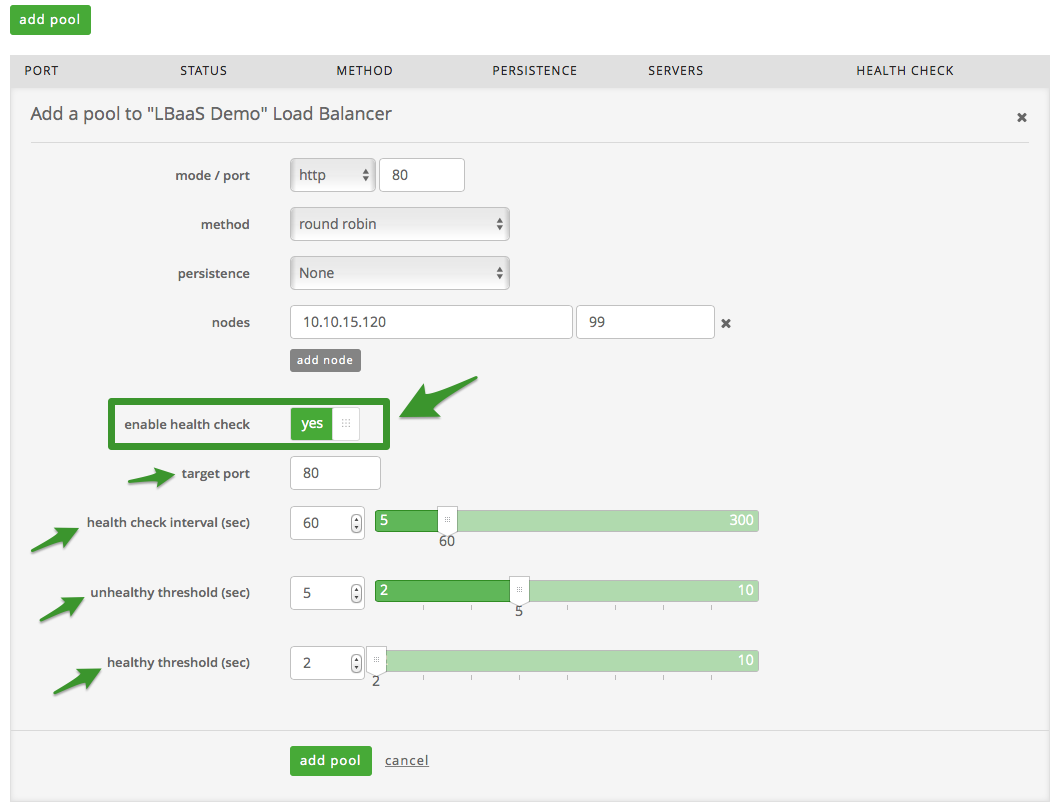 add pool
PORT STATUS METHOD PERSISTENCE SERVERS HEALTH CHECK
Add a pool to "LBaaS Demo" Load Balancer
mode / port http 80
method round robin
persistence None
nodes 10.10.15.120 99
add node
enable health check yes
target port 80
health check interval (sec) 60 5 300
60
unhealthy threshold (sec) 5 2 10
5
healthy threshold (sec) 2 10
2
add pool cancel